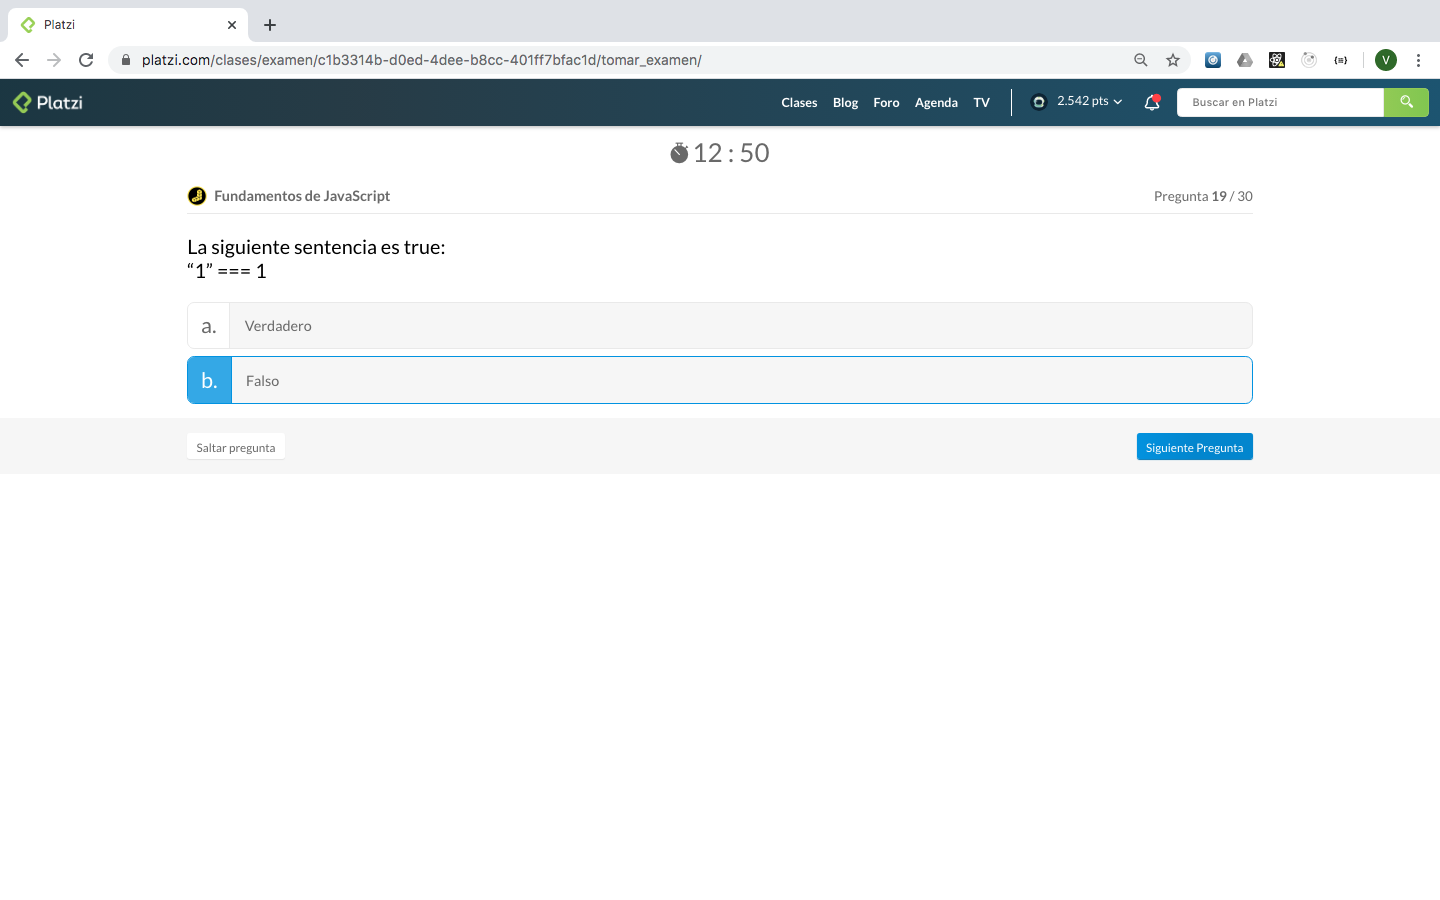 Platzi
platzi.com/clases/examen/c1b3314b-d0ed-4dee-b8cc-401ff7bfac1d/tomar_examen/
V
Platzi
Clases Blog Foro Agenda TV 2.542 pts Buscar en Platzi
12 : 50
Fundamentos de JavaScript Pregunta 19 / 30
La siguiente sentencia es true:
“1” === 1
a. Verdadero
b. Falso
Saltar pregunta Siguiente Pregunta